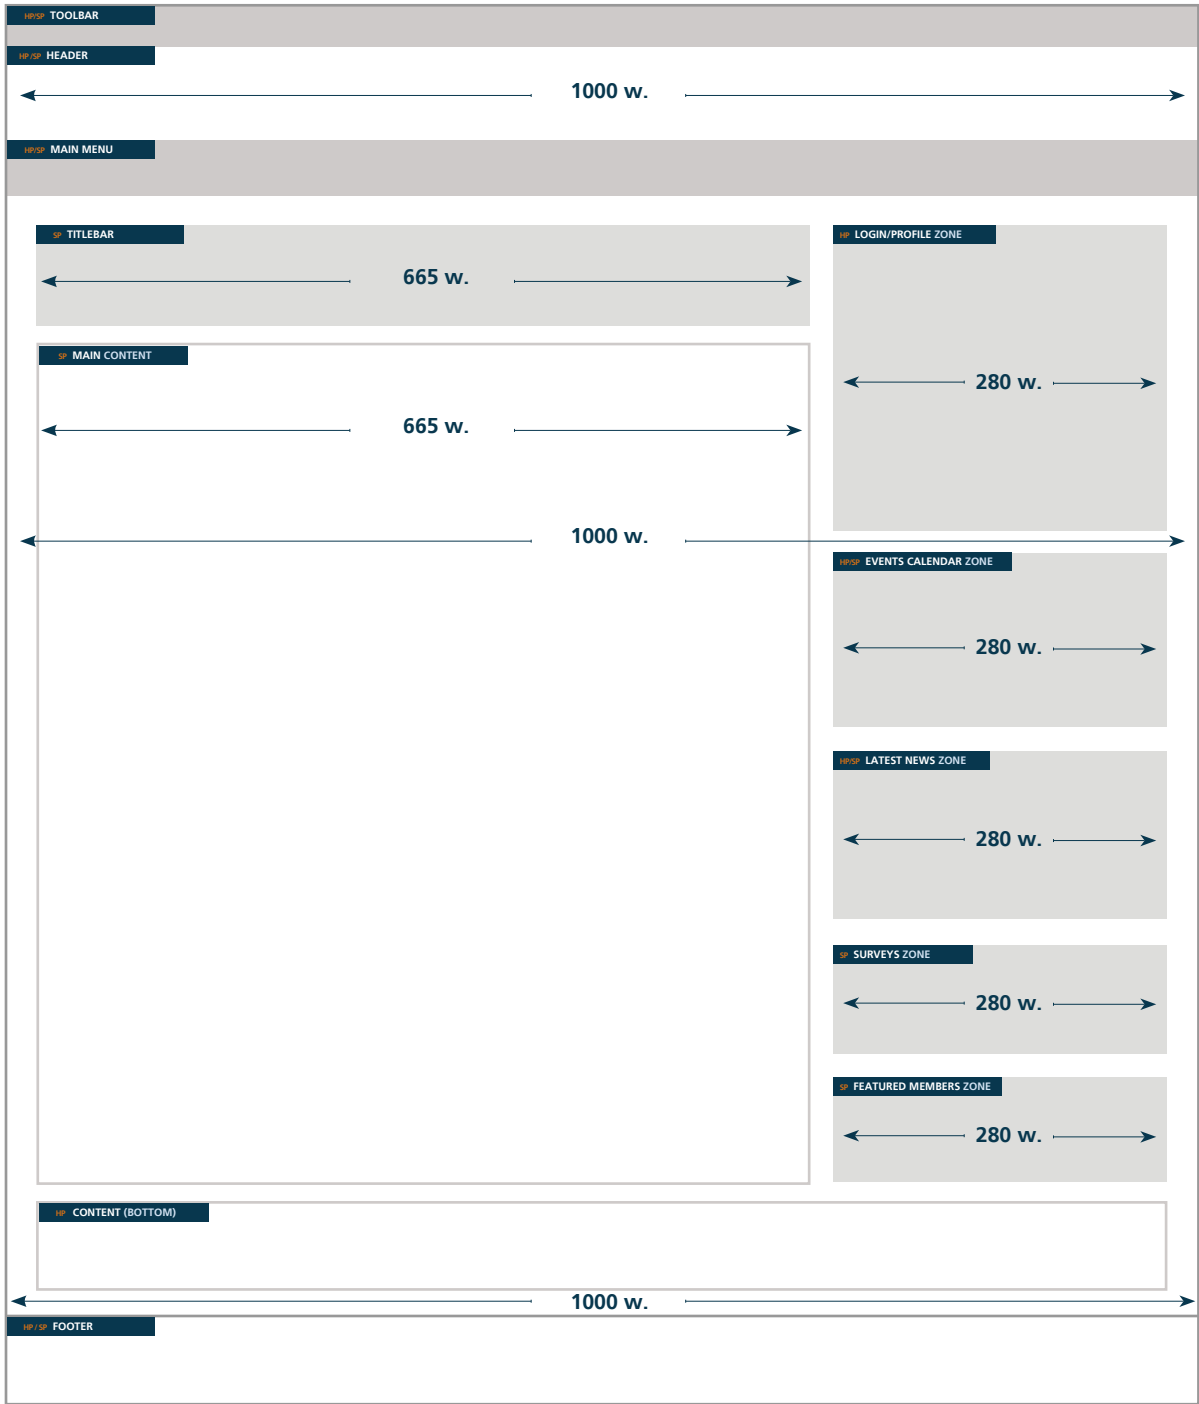 HP/SP TOOLBAR
HP/SP HEADER
1000 w.
HP/SP MAIN MENU
SP TITLEBAR
665 w.
HP LOGIN/PROFILE ZONE
280 w.
SP MAIN CONTENT
665 w.
1000 w.
HP/SP EVENTS CALENDAR ZONE
280 w.
HP/SP LATEST NEWS ZONE
280 w.
SP SURVEYS ZONE
280 w.
SP FEATURED MEMBERS ZONE
280 w.
HP CONTENT (BOTTOM)
1000 w.
HP / SP FOOTER